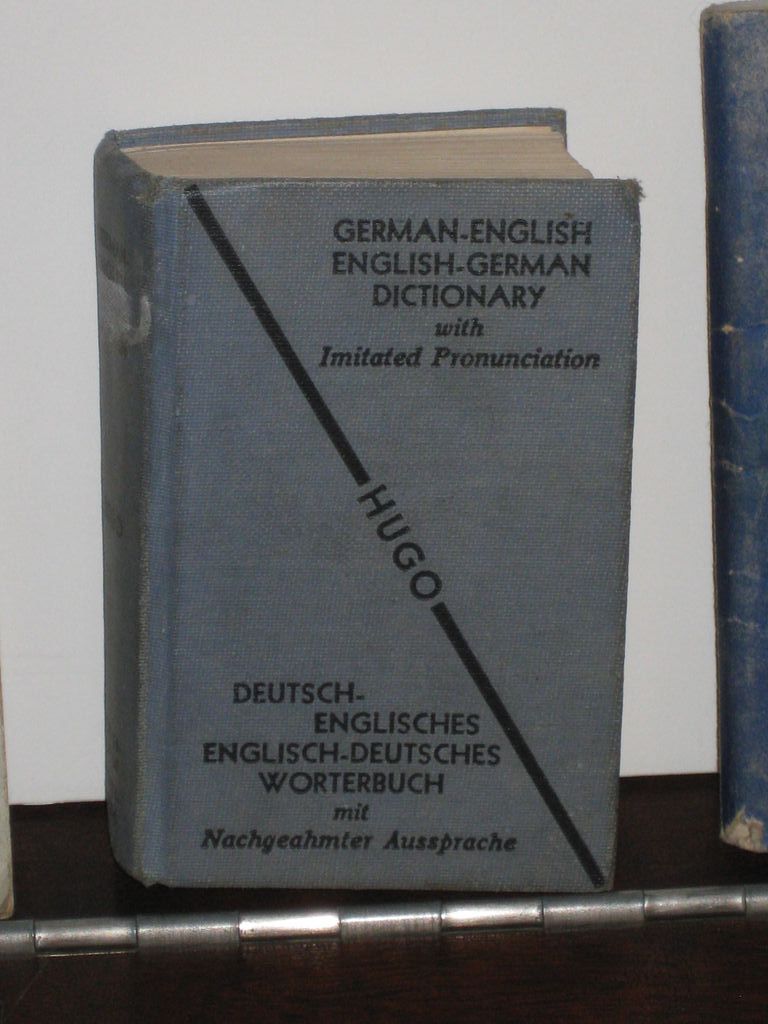 GERMAN-ENGLISH
ENGLISH-GERMAN
DICTIONARY
with
Imitated Pronunciation
HUGO
DEUTSCH-
ENGLISCHES
ENGLISCH-DEUTSCHES
WORTERBUCH
mit
Nachgeahmter Aussprache